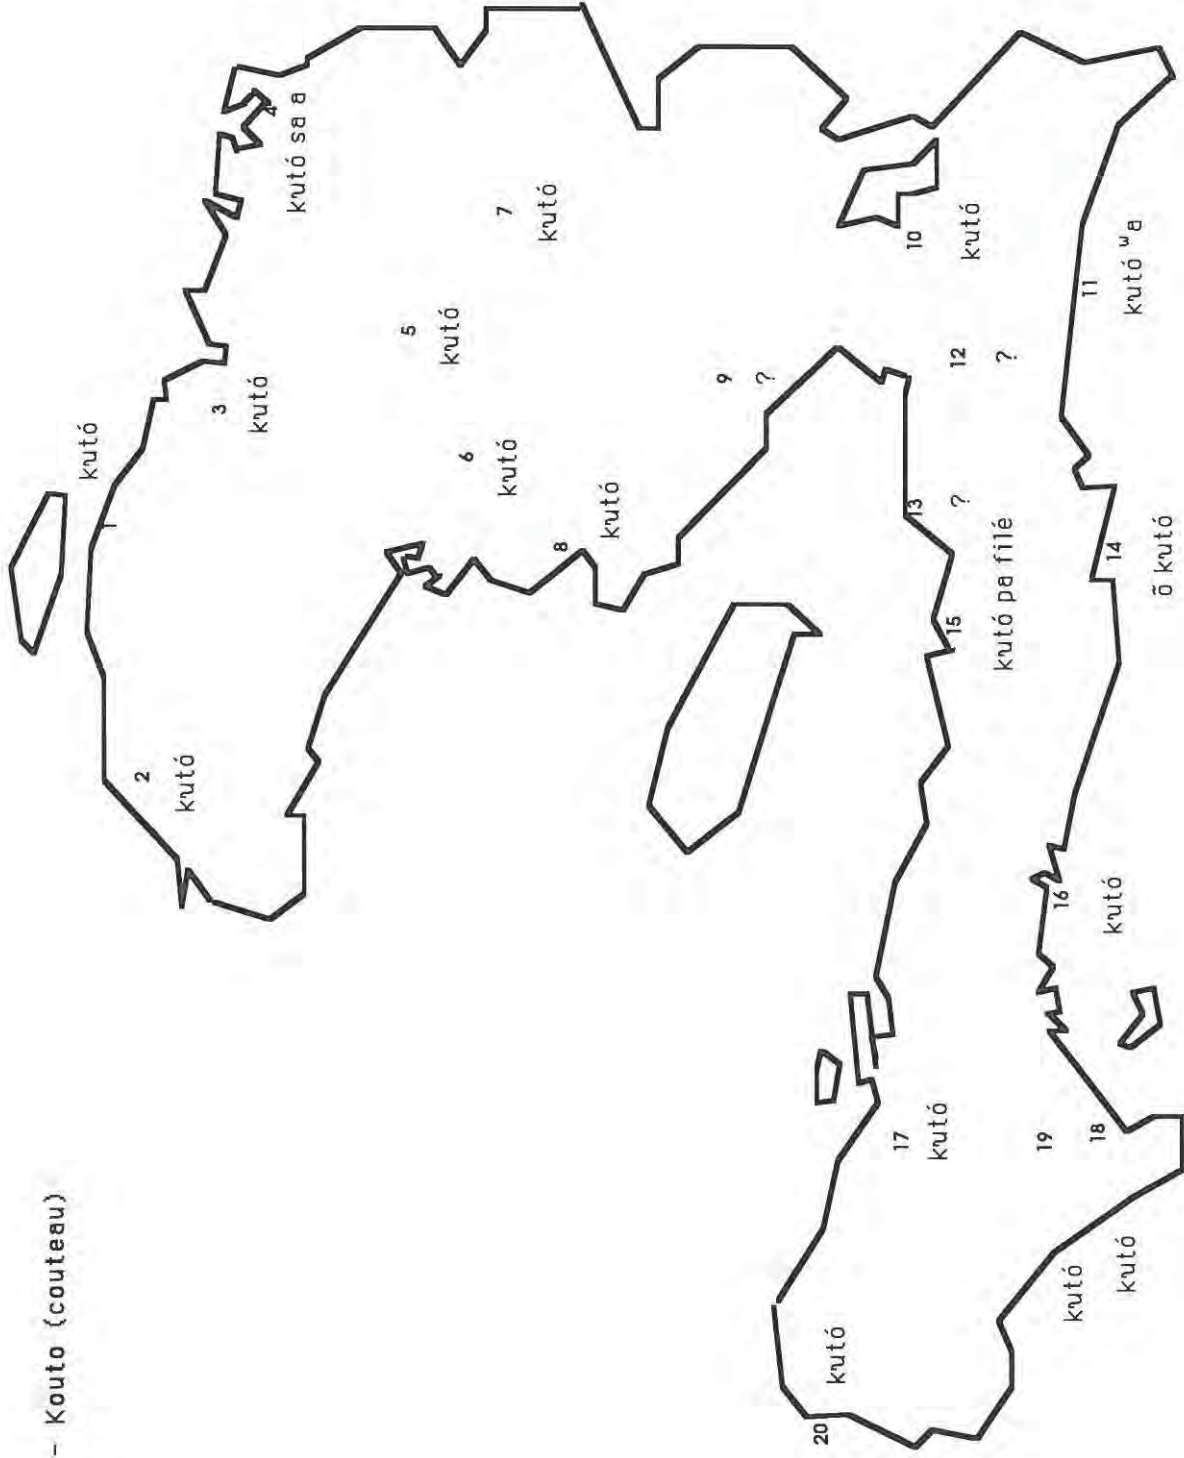 – Kouto (couteau)
1
kutó
2
kutó
3
kutó
4
kutó sa a
5
kutó
6
kutó
7
kutó
8
kutó
9
?
10
kutó
11
kutó ʷa
12
?
13
?
14
õ kutó
15
kutó pa filé
16
kutó
17
kutó
18
kutó
19
kutó
20
kutó